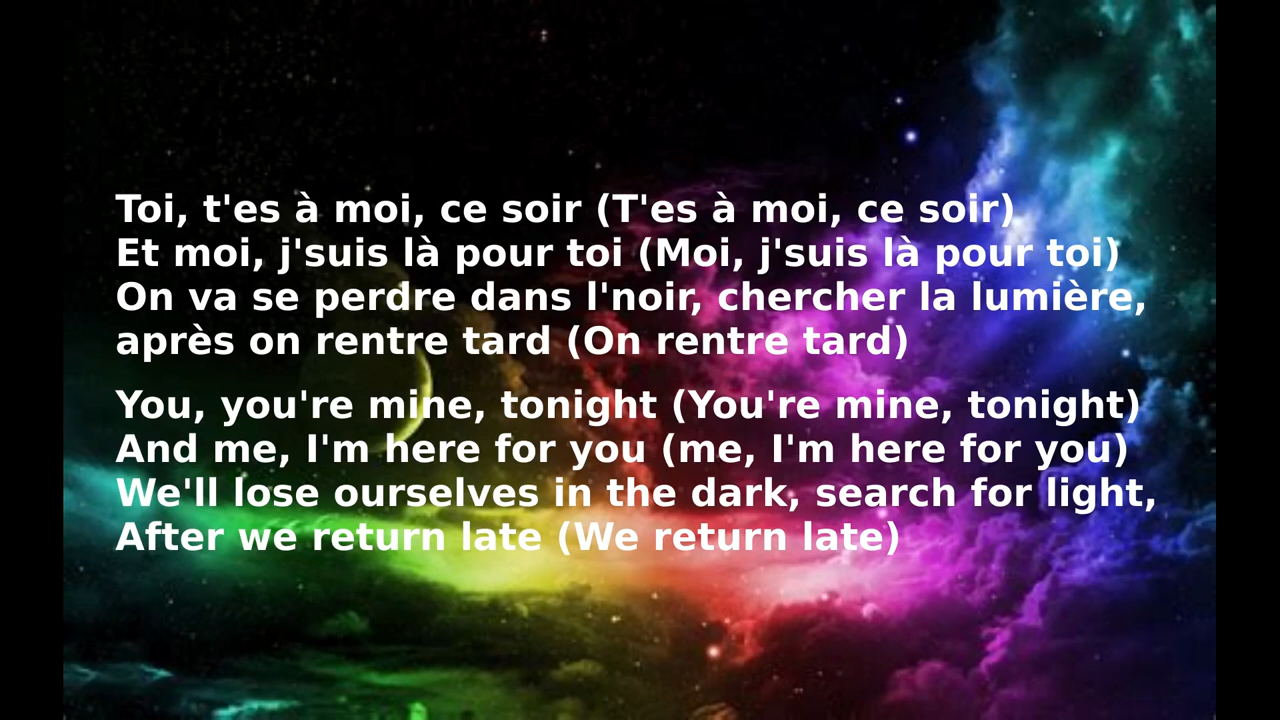 Toi, t'es à moi, ce soir (T'es à moi, ce soir)
Et moi, j'suis là pour toi (Moi, j'suis là pour toi)
On va se perdre dans l'noir, chercher la lumière,
après on rentre tard (On rentre tard)
You, you're mine, tonight (You're mine, tonight)
And me, I'm here for you (me, I'm here for you)
We'll lose ourselves in the dark, search for light,
After we return late (We return late)